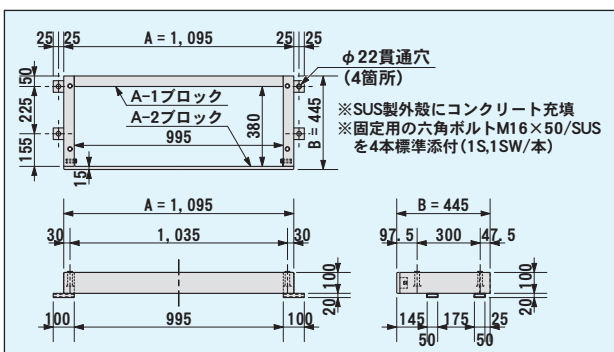 25 25 A = 1,095 25 25
φ22貫通穴
(4箇所)
50
225
155
A-1ブロック
A-2ブロック
995
380
B = 445
15
※SUS製外殻にコンクリート充填
※固定用の六角ボルトM16×50/SUS
を4本標準添付(1S,1SW/本)
A = 1,095
30 1,035 30
100
20
100 995 100
B = 445
97.5 300 47.5
100
20
145 175 25
50 50